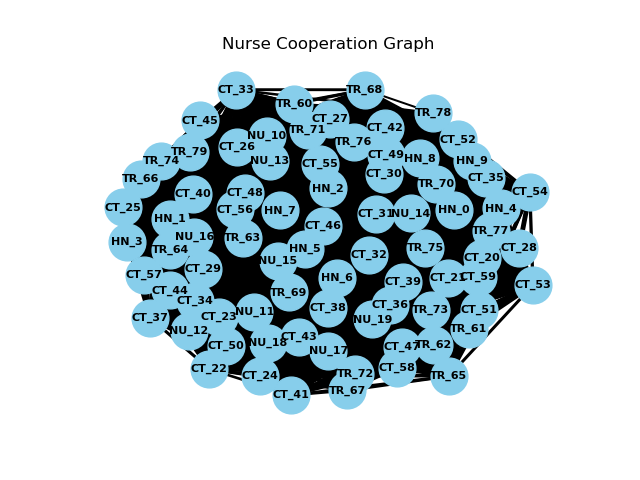 Nurse Cooperation Graph
CT_33
TR_68
TR_60
TR_78
CT_45
CT_27
TR_71
CT_42
NU_10
CT_52
TR_76
CT_26
TR_79
CT_49
HN_8
TR_74
NU_13
HN_9
CT_55
CT_30
TR_66
CT_35
TR_70
HN_2
CT_54
CT_40
CT_48
CT_25
CT_56
HN_7
CT_31
NU_14
HN_0
HN_4
HN_1
CT_46
TR_77
NU_16
TR_63
HN_3
TR_64
HN_5
TR_75
CT_28
CT_32
CT_20
NU_15
CT_29
CT_57
HN_6
CT_21
CT_59
CT_39
CT_53
CT_44
TR_69
CT_34
CT_36
CT_38
NU_11
TR_73
CT_51
CT_37
CT_23
NU_19
NU_12
TR_61
CT_43
CT_50
NU_18
TR_62
CT_47
NU_17
CT_22
CT_58
TR_72
CT_24
TR_65
TR_67
CT_41